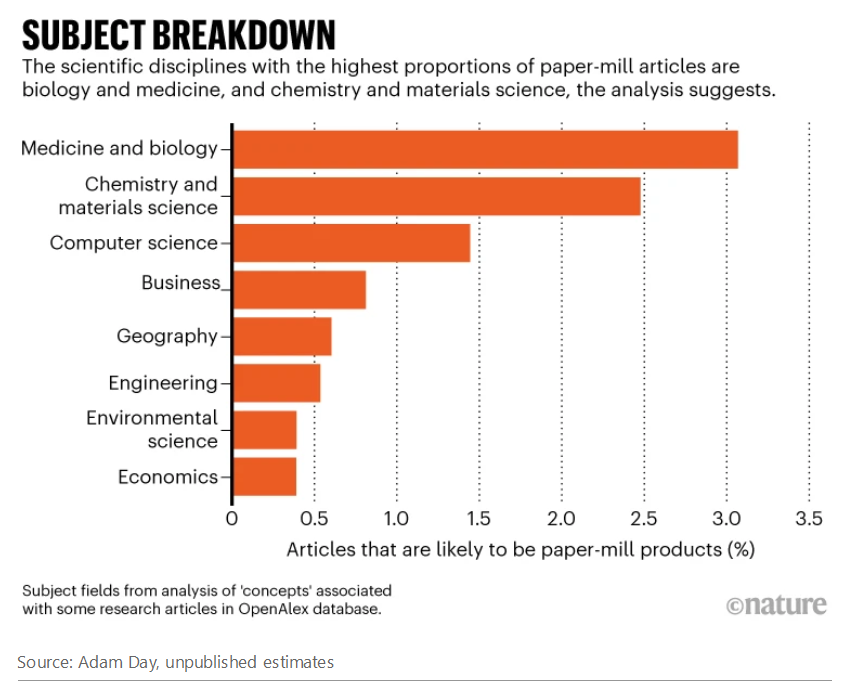 SUBJECT BREAKDOWN
The scientific disciplines with the highest proportions of paper-mill articles are
biology and medicine, and chemistry and materials science, the analysis suggests.
Medicine and biology
Chemistry and
materials science
Computer science
Business
Geography
Engineering
Environmental
science
Economics
0 0.5 1.0 1.5 2.0 2.5 3.0 3.5
Articles that are likely to be paper-mill products (%)
Subject fields from analysis of 'concepts' associated
with some research articles in OpenAlex database.
©nature
Source: Adam Day, unpublished estimates